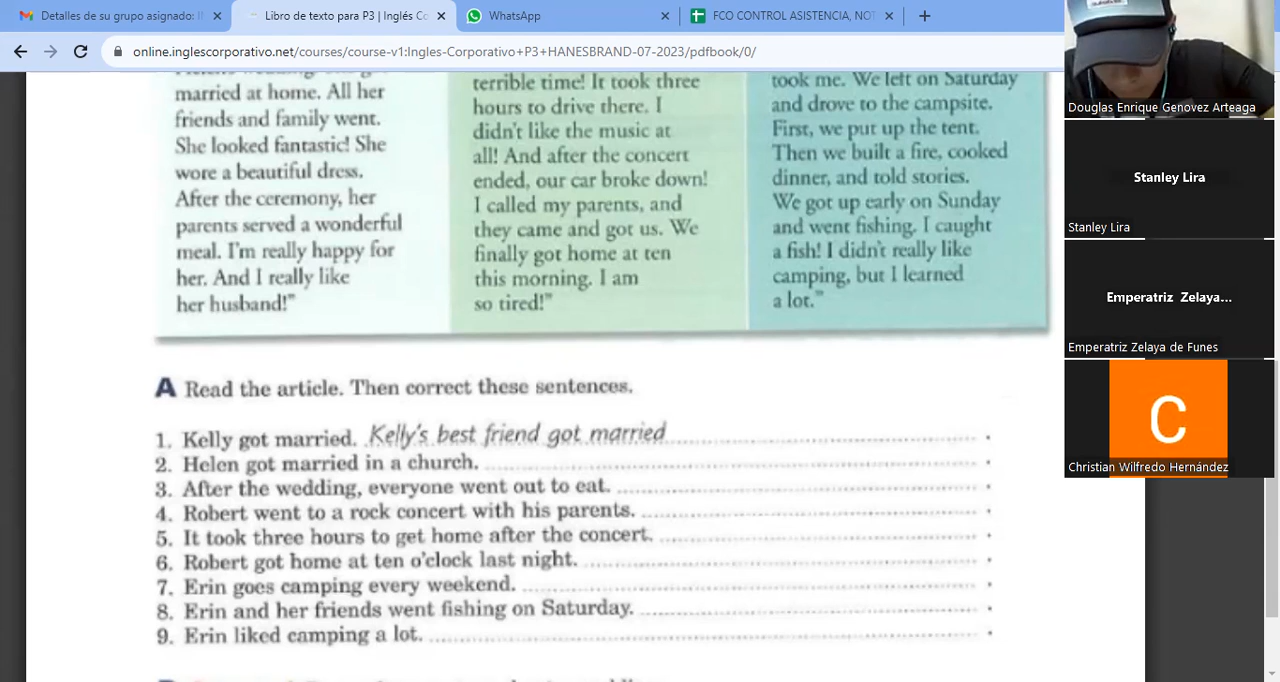 Detalles de su grupo asignado: I
Libro de texto para P3 | Inglés Co
WhatsApp
FCO CONTROL ASISTENCIA, NOT
online.inglescorporativo.net/courses/course-v1:Ingles-Corporativo+P3+HANESBRAND-07-2023/pdfbook/0/
married at home. All her
friends and family went.
She looked fantastic! She
wore a beautiful dress.
After the ceremony, her
parents served a wonderful
meal. I'm really happy for
her. And I really like
her husband!"
terrible time! It took three
hours to drive there. I
didn't like the music at
all! And after the concert
ended, our car broke down!
I called my parents, and
they came and got us. We
finally got home at ten
this morning. I am
so tired!"
took me. We left on Saturday
and drove to the campsite.
First, we put up the tent.
Then we built a fire, cooked
dinner, and told stories.
We got up early on Sunday
and went fishing. I caught
a fish! I didn't really like
camping, but I learned
a lot."
A Read the article. Then correct these sentences.
1. Kelly got married. Kelly's best friend got married.
2. Helen got married in a church.
3. After the wedding, everyone went out to eat.
4. Robert went to a rock concert with his parents.
5. It took three hours to get home after the concert.
6. Robert got home at ten o'clock last night.
7. Erin goes camping every weekend.
8. Erin and her friends went fishing on Saturday.
9. Erin liked camping a lot.
Douglas Enrique Genovez Arteaga
Stanley Lira
Stanley Lira
Emperatriz Zelaya...
Emperatriz Zelaya de Funes
C
Christian Wilfredo Hernández